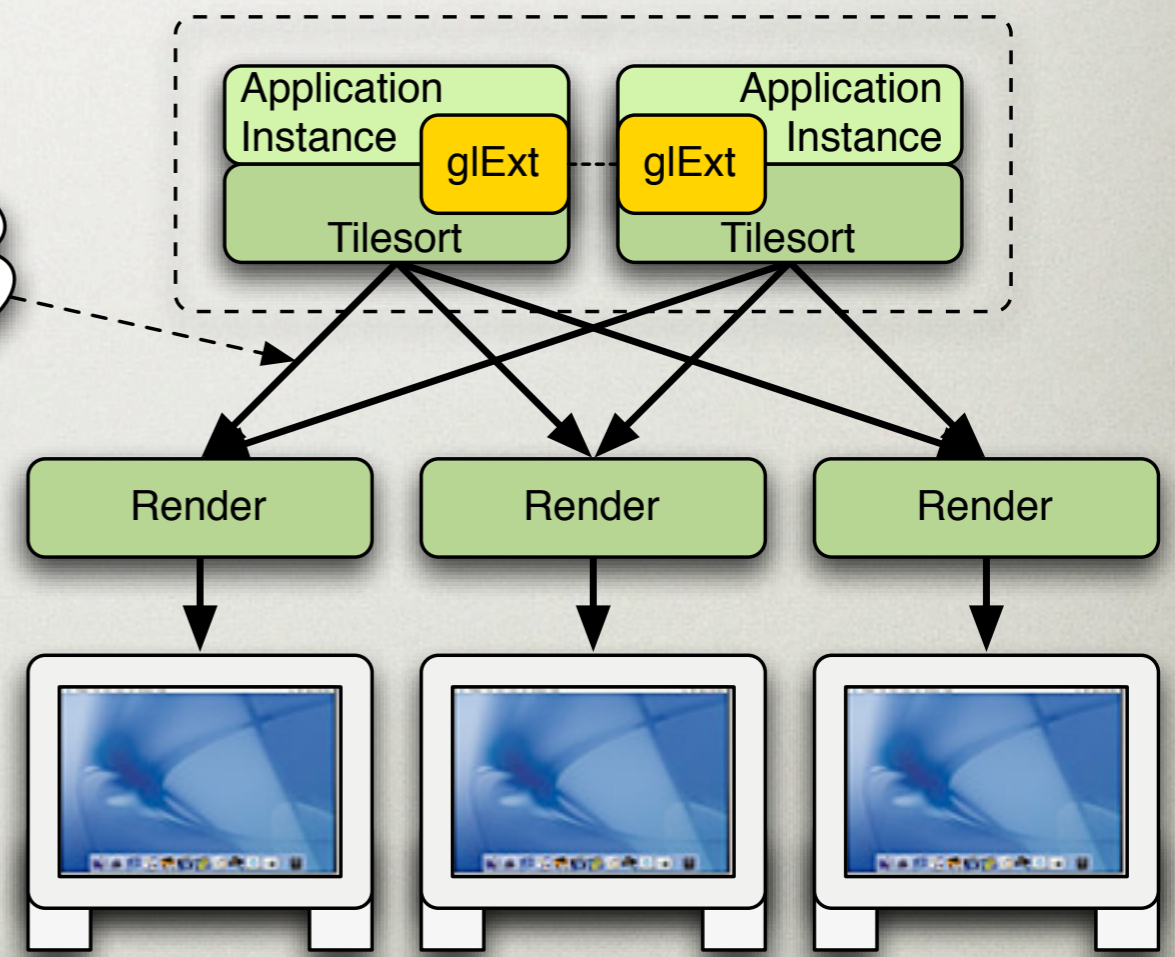 Application
Instance
glExt
Tilesort
Application
Instance
glExt
Tilesort
Render
Render
Render